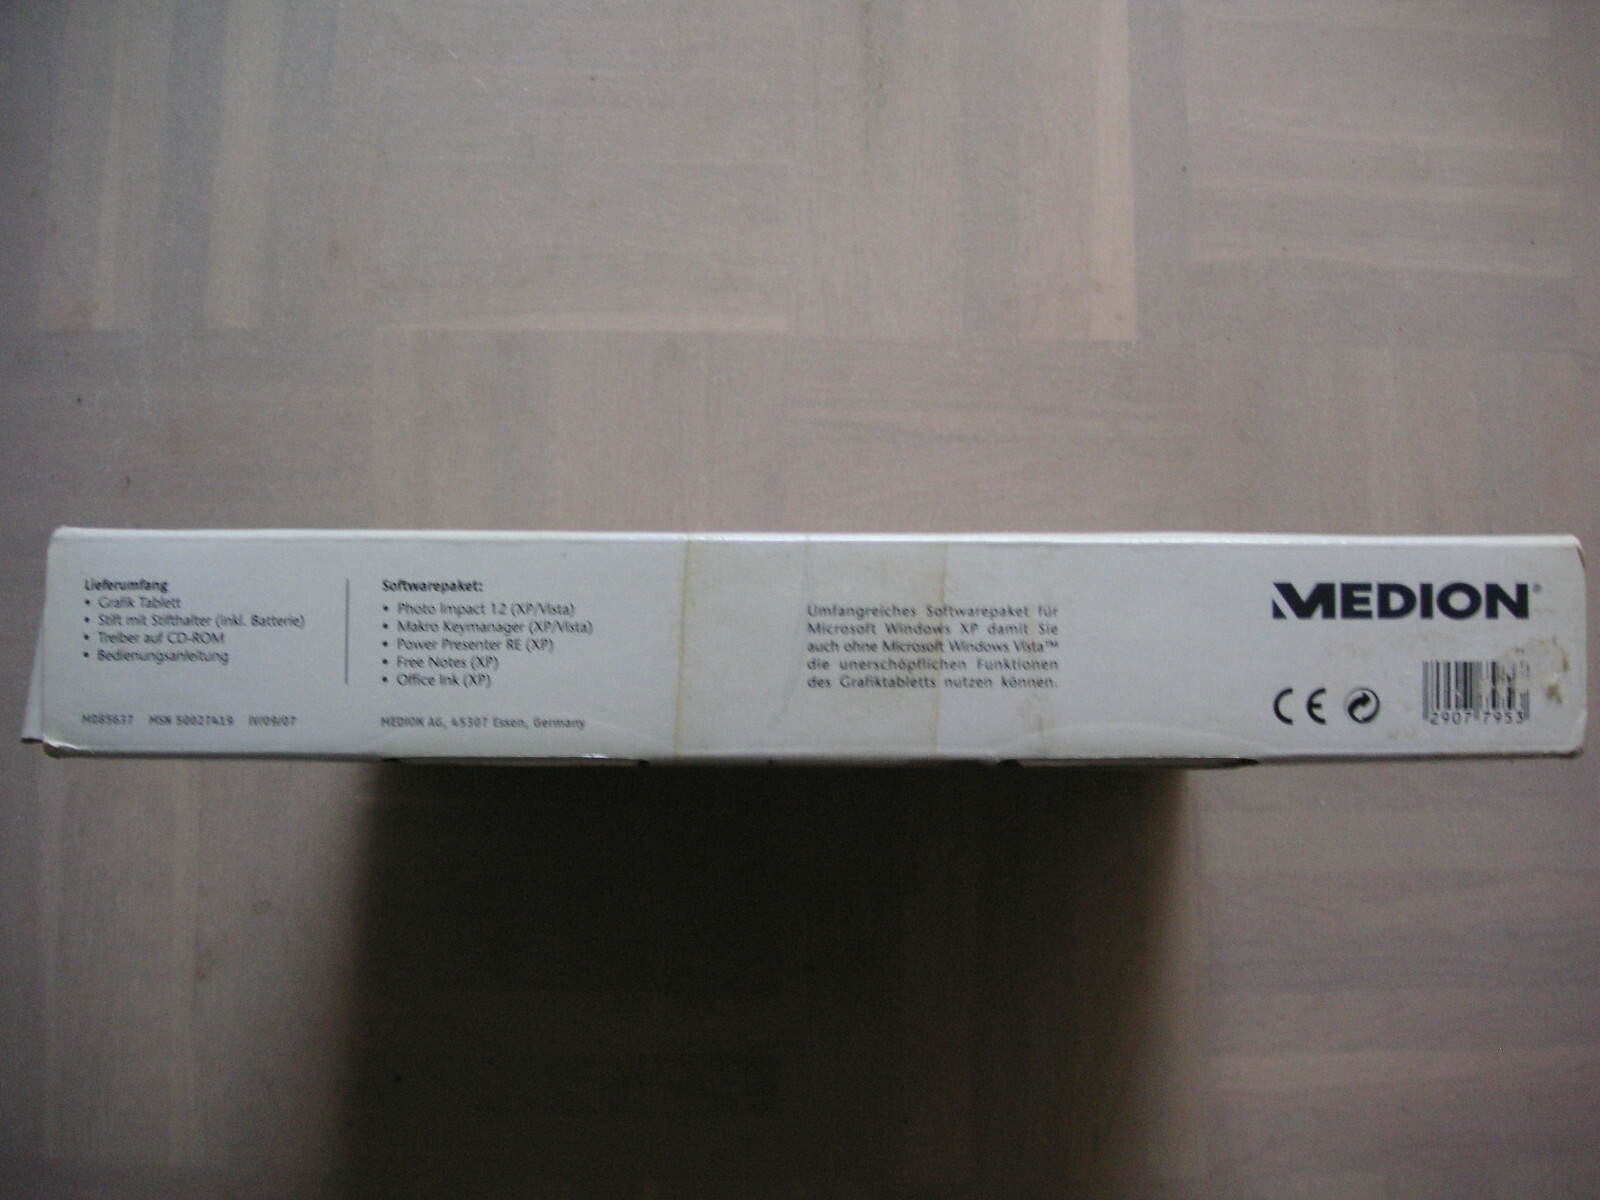 Lieferumfang
• Grafik Tablett
• Stift mit Stifthalter (inkl. Batterie)
• Treiber auf CD-ROM
• Bedienungsanleitung
MD85637 MSN 50027419 IV/09/07
Softwarepaket:
• Photo Impact 12 (XP/Vista)
• Makro Keymanager (XP/Vista)
• Power Presenter RE (XP)
• Free Notes (XP)
• Office Ink (XP)
MEDION AG, 45307 Essen, Germany
Umfangreiches Softwarepaket für
Microsoft Windows XP damit Sie
auch ohne Microsoft Windows Vista™
die unerschöpflichen Funktionen
des Grafiktabletts nutzen können.
MEDION®
CE
2907 7953